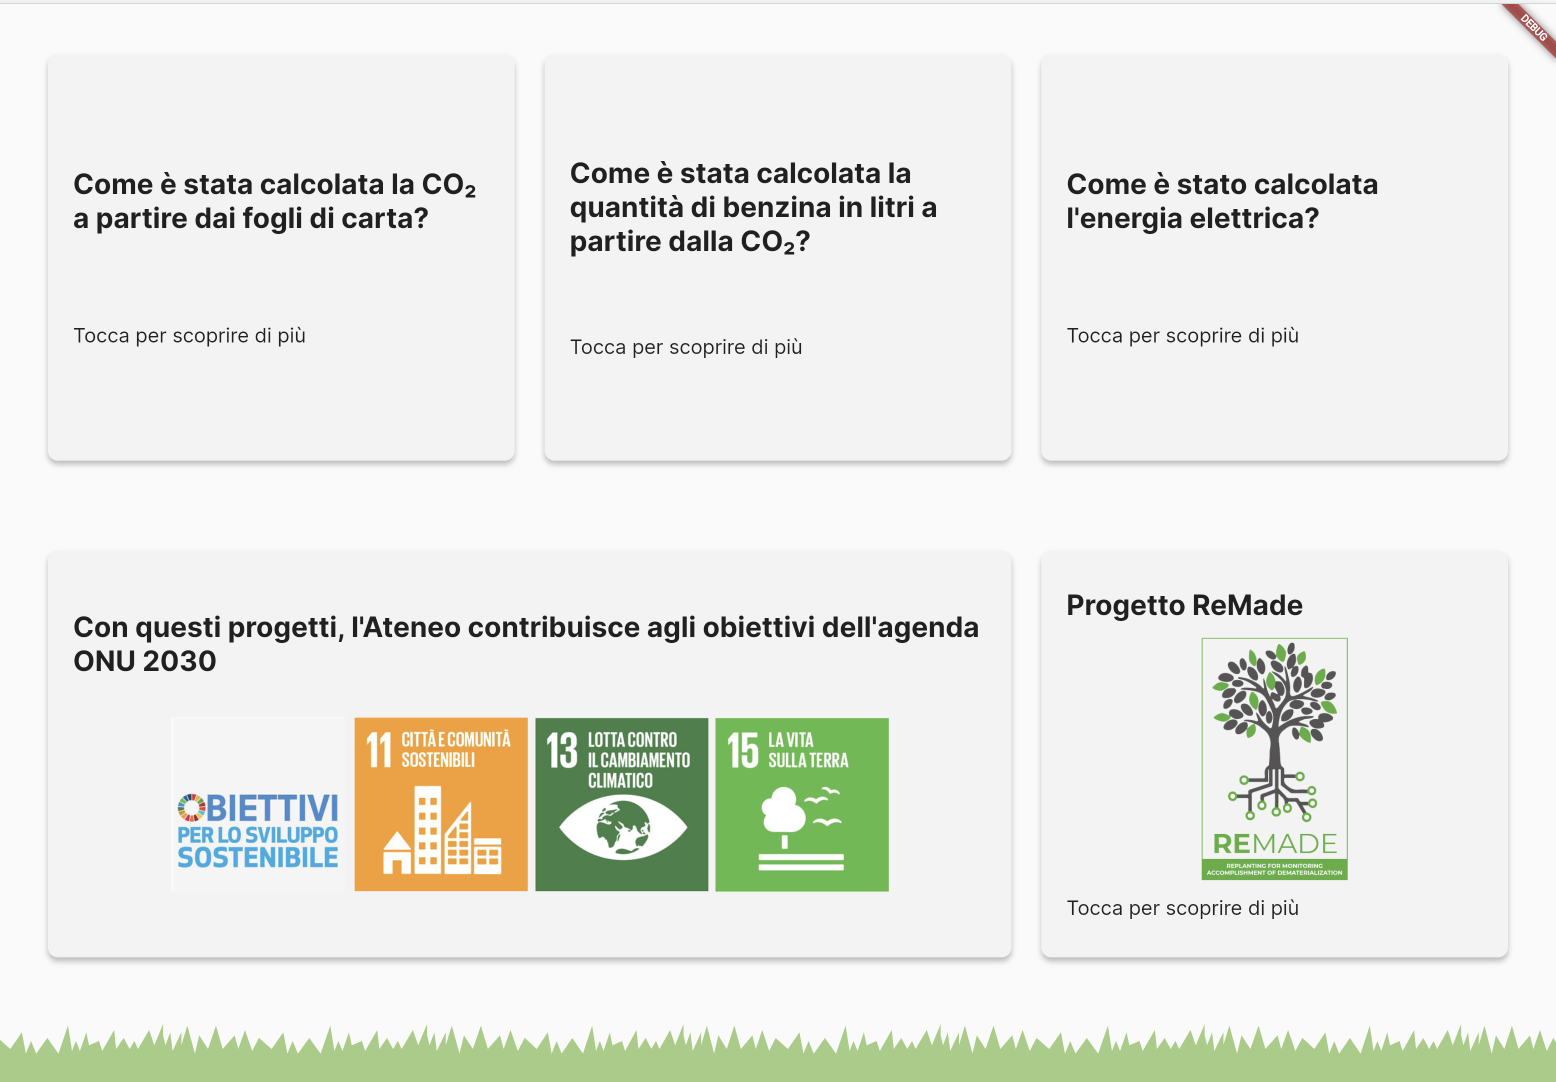 DEBUG
Come è stata calcolata la CO₂
a partire dai fogli di carta?
Tocca per scoprire di più
Come è stata calcolata la
quantità di benzina in litri a
partire dalla CO₂?
Tocca per scoprire di più
Come è stato calcolata
l'energia elettrica?
Tocca per scoprire di più
Con questi progetti, l'Ateneo contribuisce agli obiettivi dell'agenda
ONU 2030
OBIETTIVI
PER LO SVILUPPO
SOSTENIBILE
11 CITTÀ E COMUNITÀ
SOSTENIBILI
13 LOTTA CONTRO
IL CAMBIAMENTO
CLIMATICO
15 LA VITA
SULLA TERRA
Progetto ReMade
REMADE
REPLANTING FOR MONITORING
ACCOMPLISHMENT OF DEMATERIALIZATION
Tocca per scoprire di più